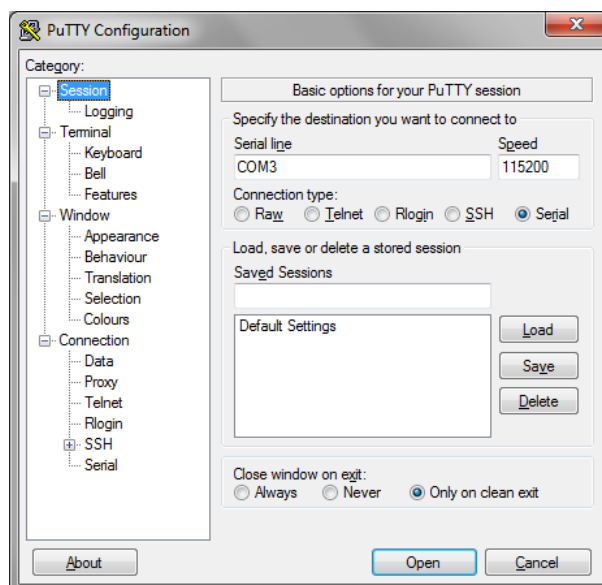 PuTTY Configuration
Category:
Session
Logging
Terminal
Keyboard
Bell
Features
Window
Appearance
Behaviour
Translation
Selection
Colours
Connection
Data
Proxy
Telnet
Rlogin
SSH
Serial
Basic options for your PuTTY session
Specify the destination you want to connect to
Serial line Speed
COM3 115200
Connection type:
Raw Telnet Rlogin SSH Serial
Load, save or delete a stored session
Saved Sessions
Default Settings
Load
Save
Delete
Close window on exit:
Always Never Only on clean exit
About Open Cancel